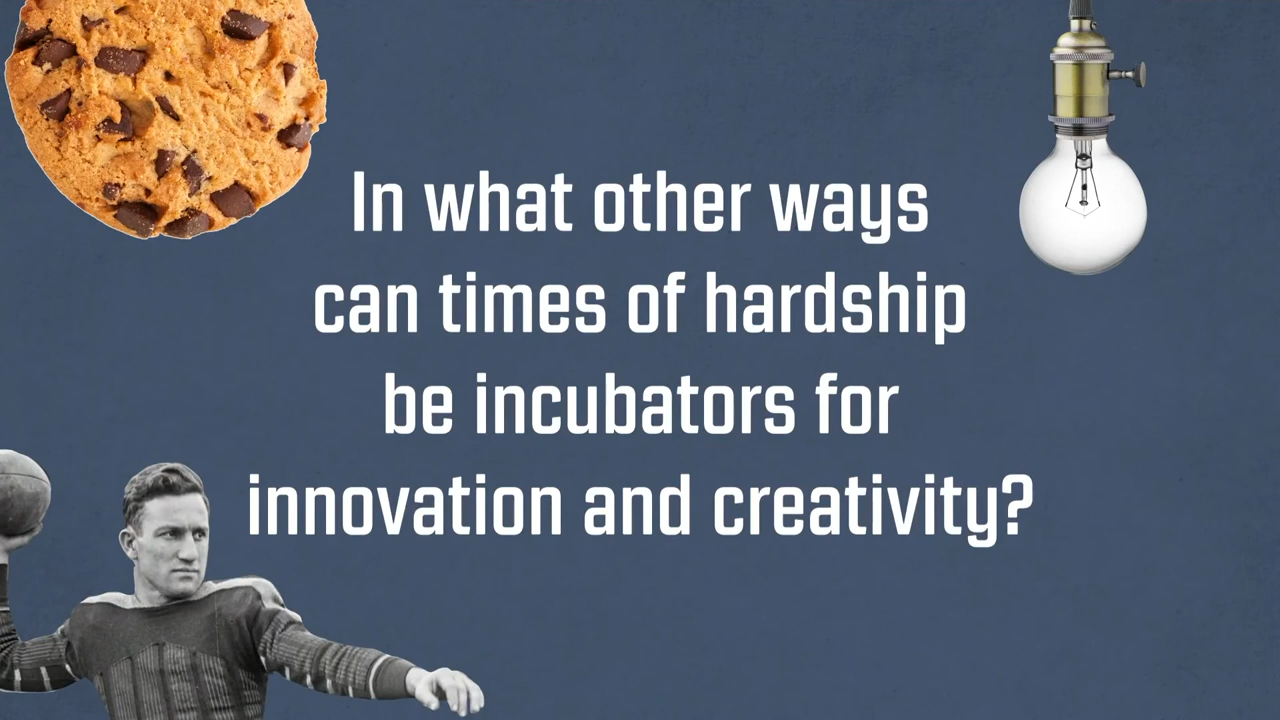 In what other ways
can times of hardship
be incubators for
innovation and creativity?